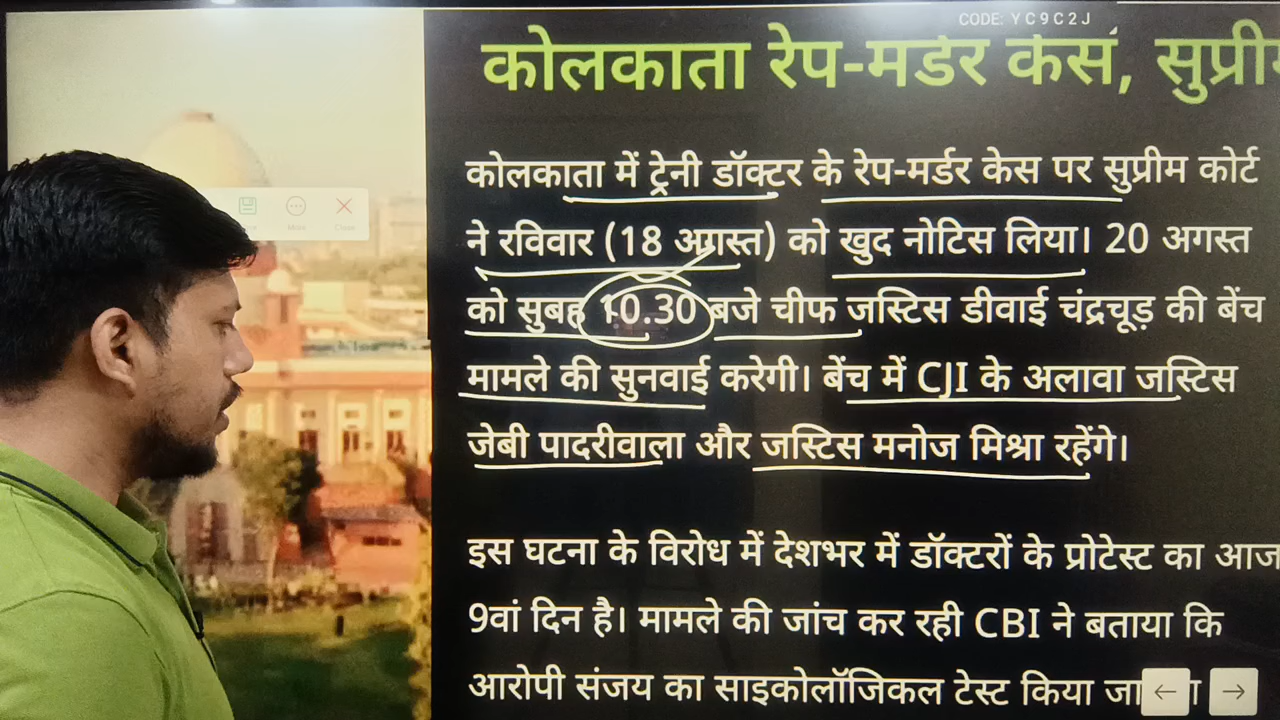 CODE: YC9C2J
कोलकाता रेप-मर्डर केस, सुप्री
कोलकाता में ट्रेनी डॉक्टर के रेप-मर्डर केस पर सुप्रीम कोर्ट
ने रविवार (18 अगस्त) को खुद नोटिस लिया। 20 अगस्त
को सुबह 10.30 बजे चीफ जस्टिस डीवाई चंद्रचूड़ की बेंच
मामले की सुनवाई करेगी। बेंच में CJI के अलावा जस्टिस
जेबी पादरीवाला और जस्टिस मनोज मिश्रा रहेंगे।
इस घटना के विरोध में देशभर में डॉक्टरों के प्रोटेस्ट का आज
9वां दिन है। मामले की जांच कर रही CBI ने बताया कि
आरोपी संजय का साइकोलॉजिकल टेस्ट किया
More
Close